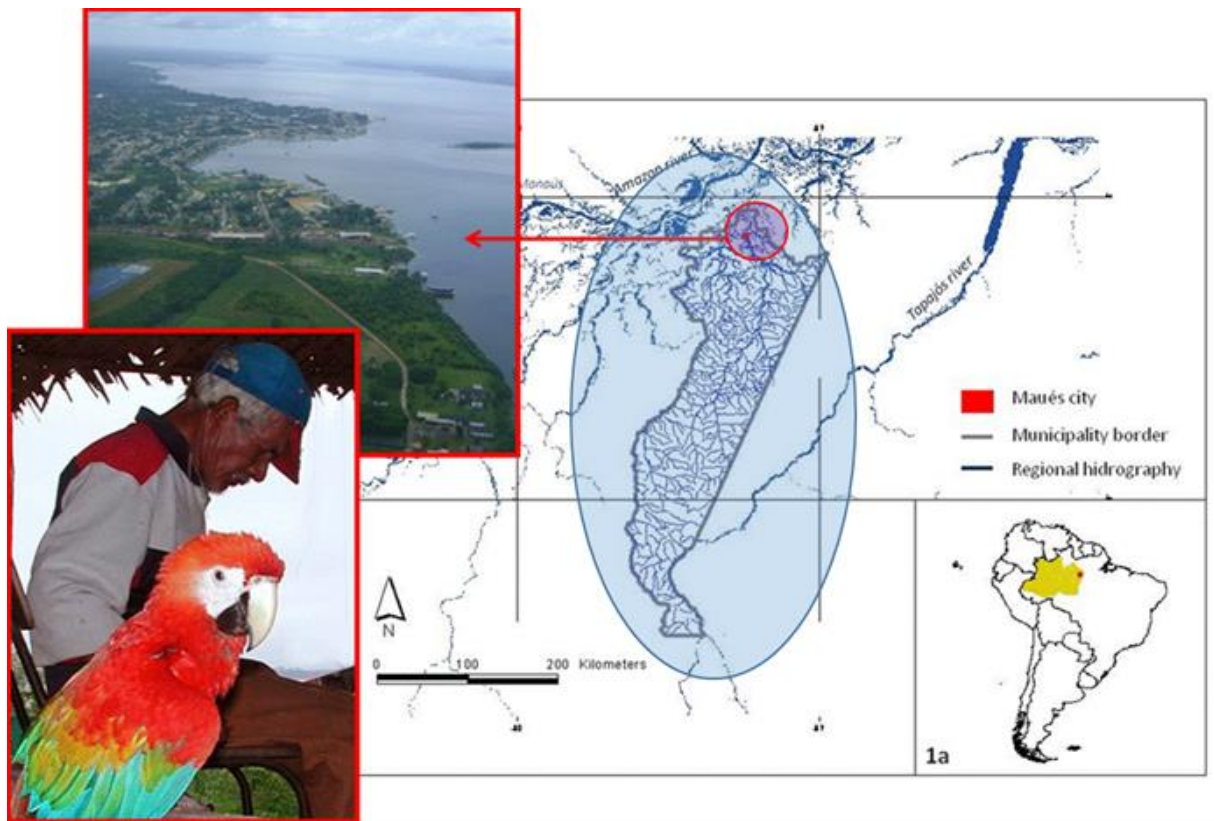 Amazon river
Tapajós river
Maués city
Municipality border
Regional hidrography
N
0 100 200 Kilometers
1a